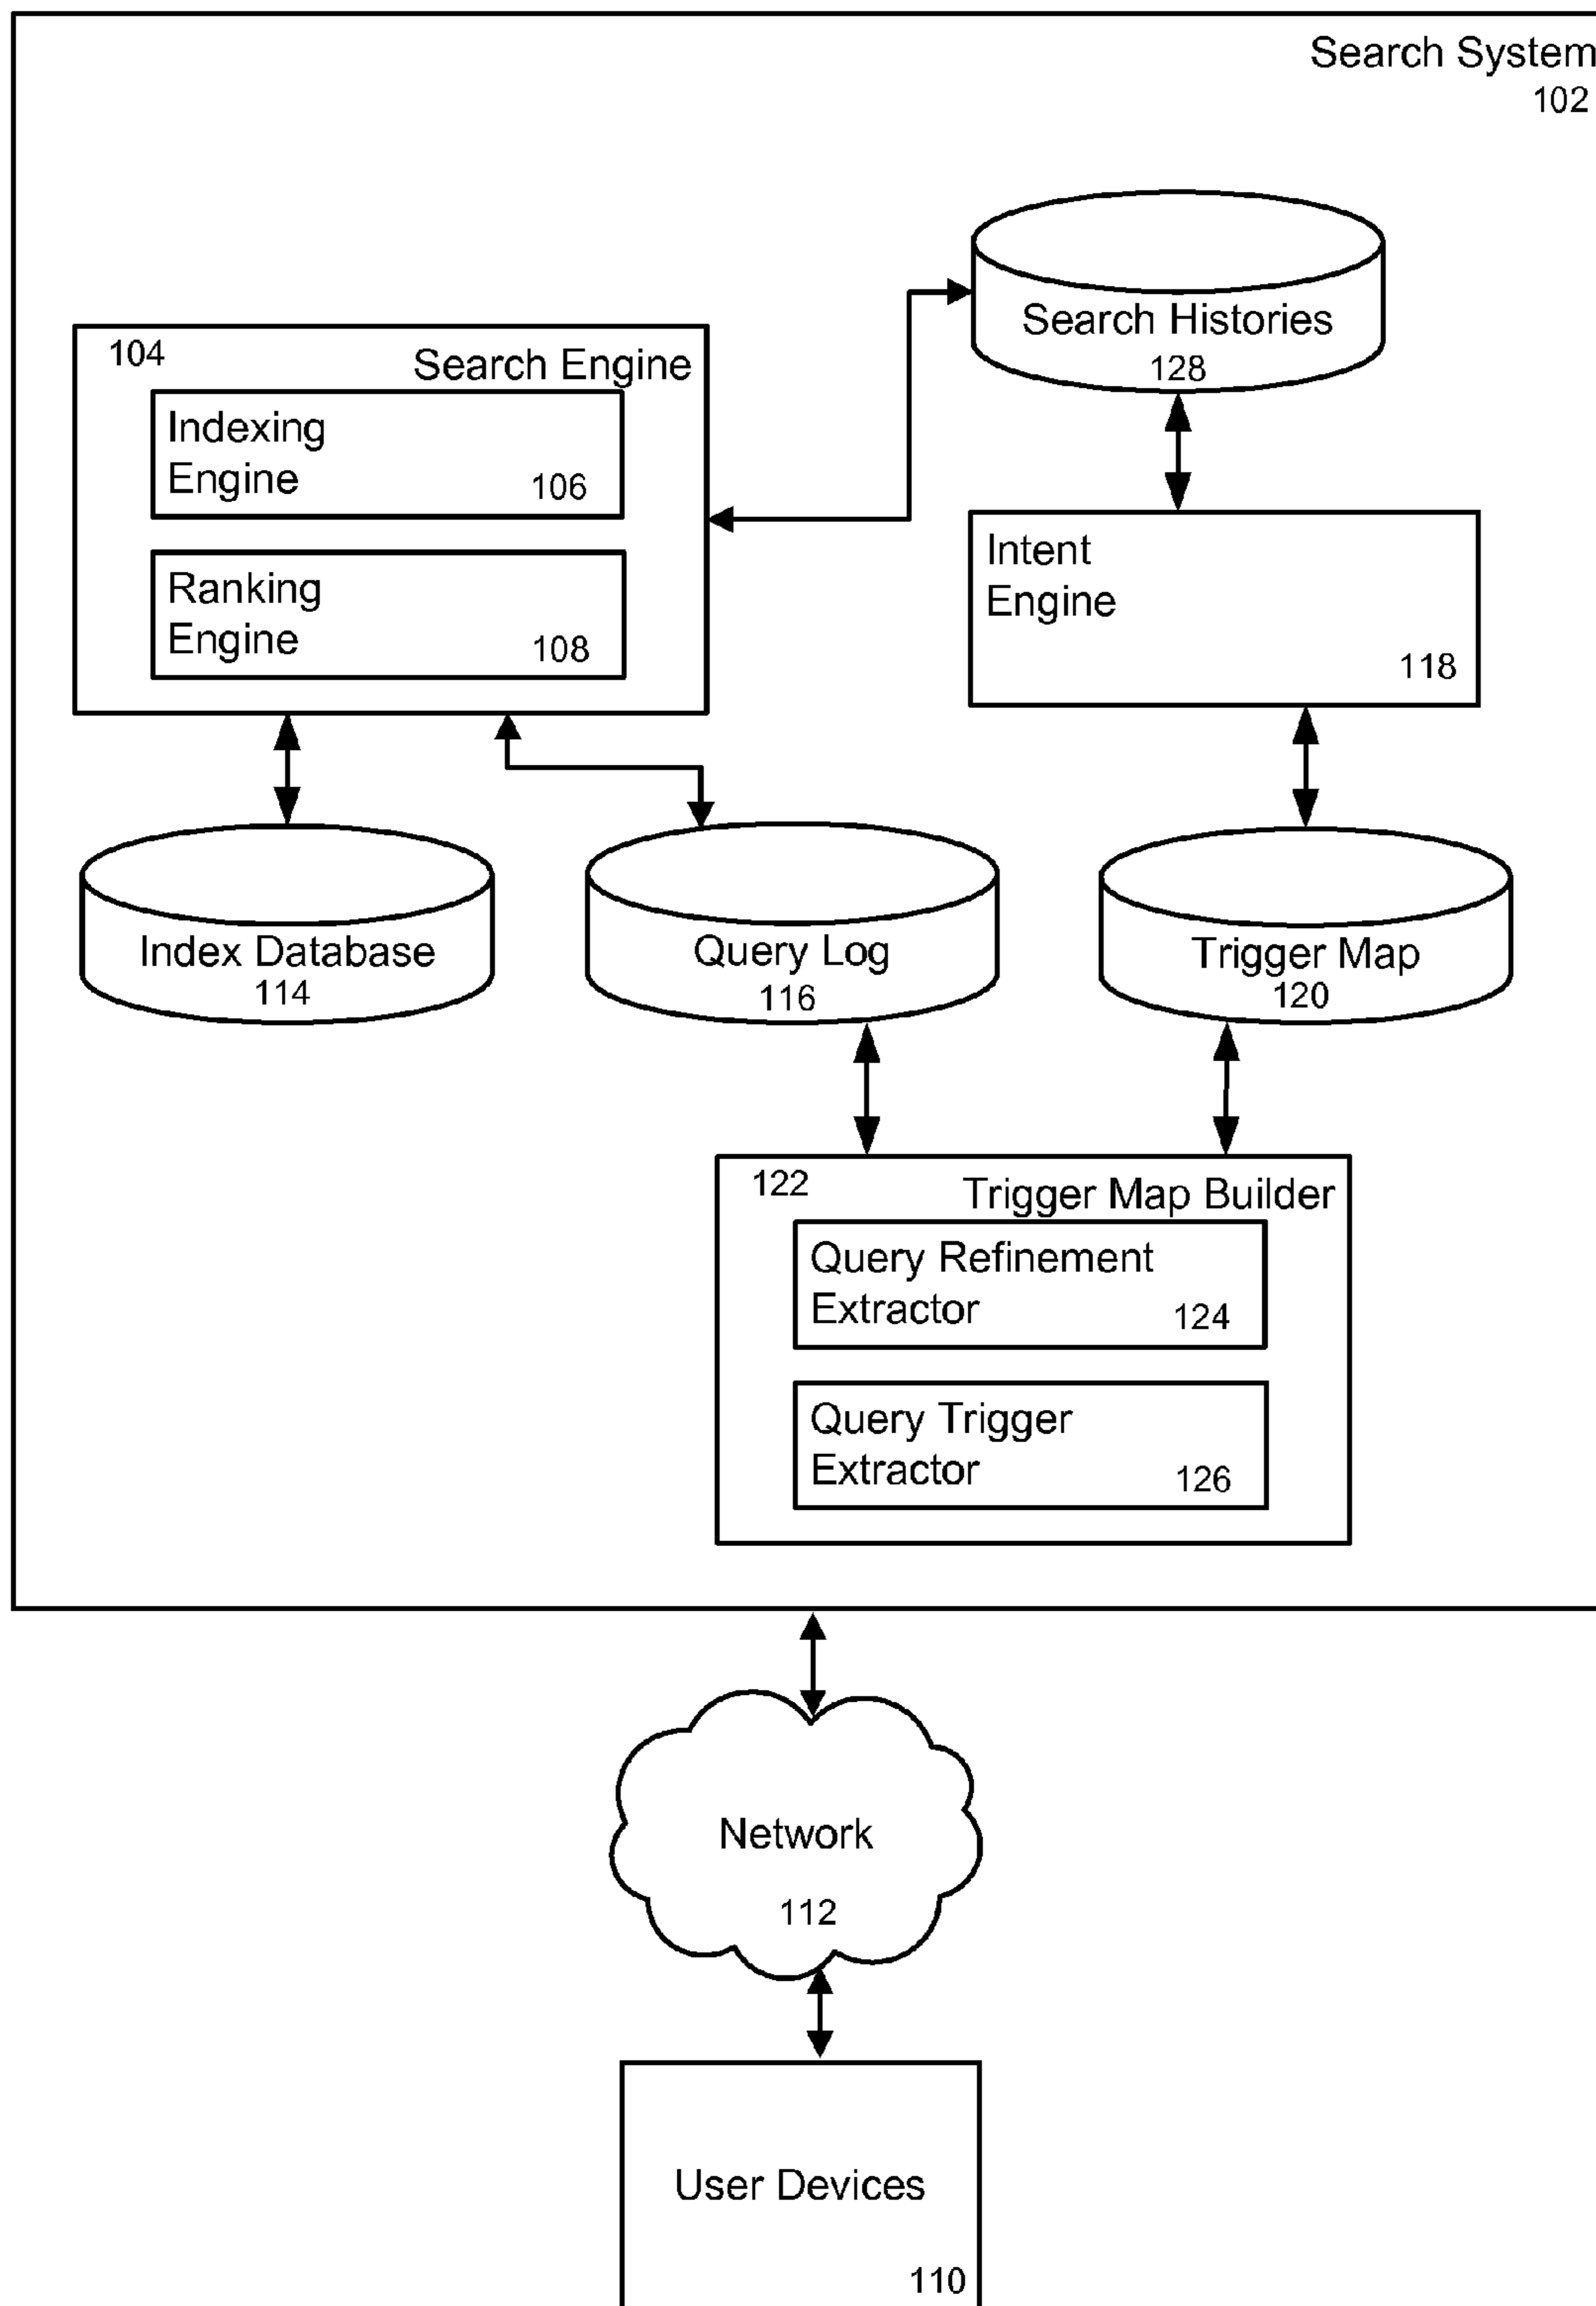 Search System
102
Search Histories
128
104
Search Engine
Indexing
Engine
106
Ranking
Engine
108
Intent
Engine
118
Index Database
114
Query Log
116
Trigger Map
120
122
Trigger Map Builder
Query Refinement
Extractor
124
Query Trigger
Extractor
126
Network
112
User Devices
110